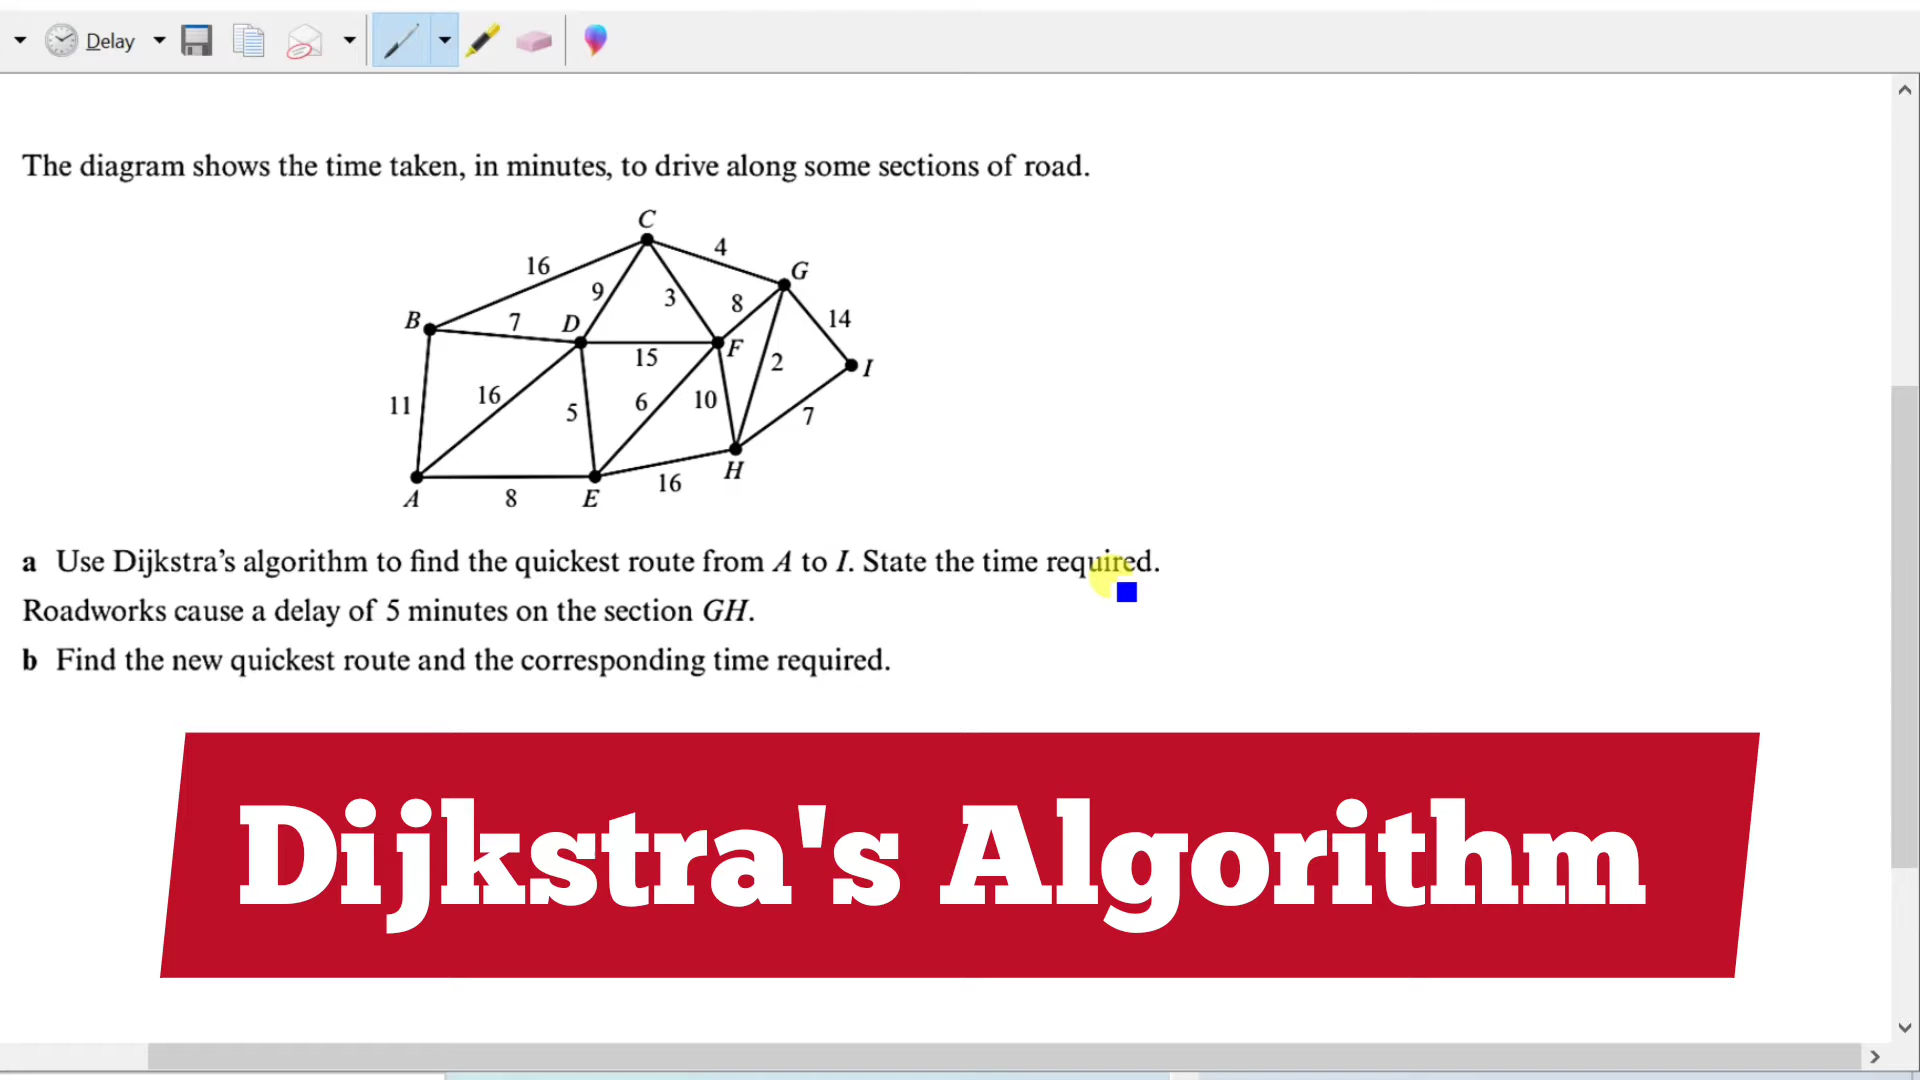 Delay
The diagram shows the time taken, in minutes, to drive along some sections of road.
C
4
16
G
9
3
8
14
B
7
D
15
F
2
I
11
16
5
6
10
7
H
16
A
8
E
a Use Dijkstra’s algorithm to find the quickest route from A to I. State the time required.
Roadworks cause a delay of 5 minutes on the section GH.
b Find the new quickest route and the corresponding time required.
Dijkstra's Algorithm